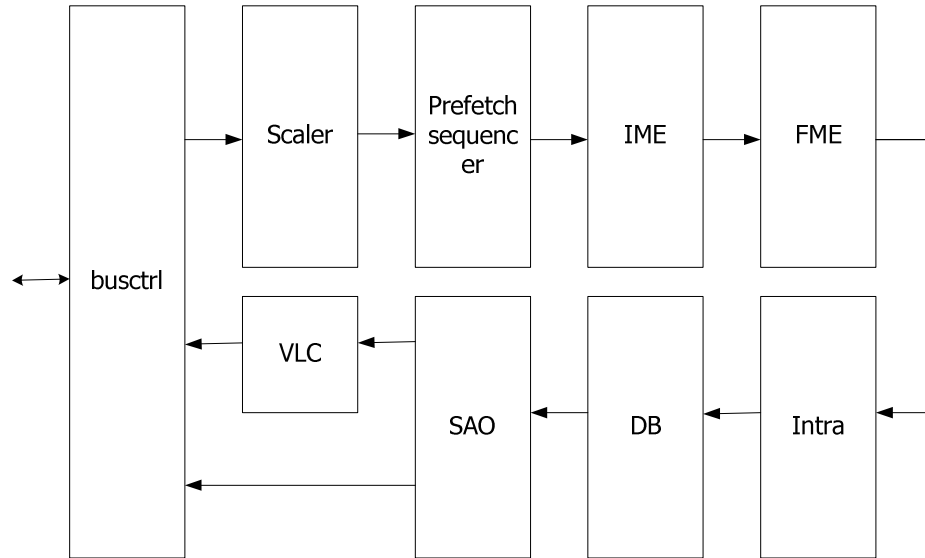 Scaler
Prefetch
sequenc
er
IME
FME
busctrl
VLC
SAO
DB
Intra